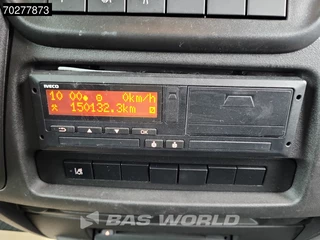 70277873
IVECO
10 00 0km/h
150132.3km
OK
BAS WORLD